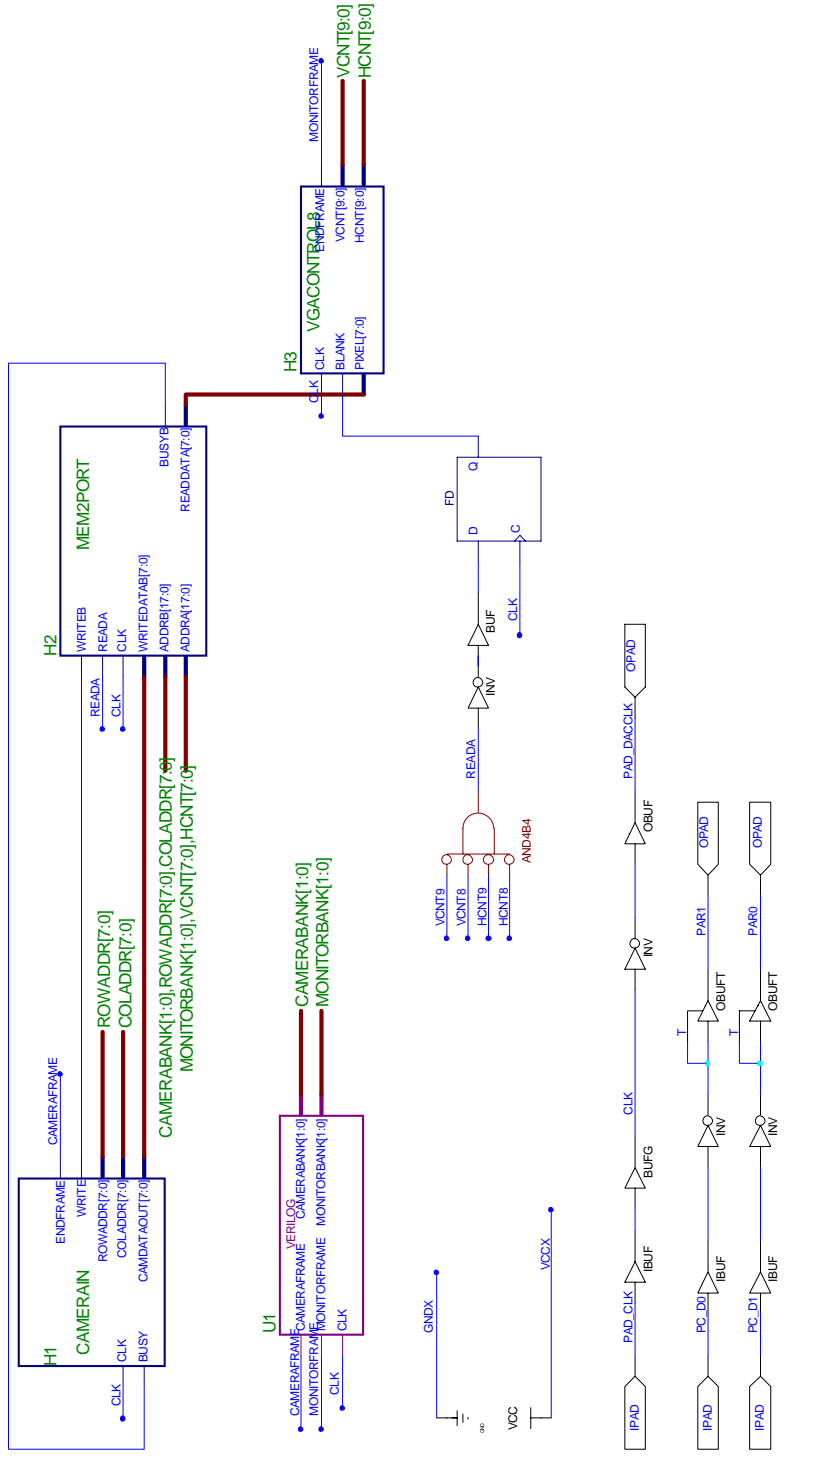 H1
CAMERAIN
CLK
BUSY
ENDFRAME
WRITE
ROWADDR[7:0]
COLADDR[7:0]
CAMDATAOUT[7:0]
CLK
CAMERAFRAME
ROWADDR[7:0]
COLADDR[7:0]
CAMERABANK[1:0],ROWADDR[7:0],COLADDR[7:0]
MONITORBANK[1:0],VCNT[7:0],HCNT[7:0]
H2
MEM2PORT
WRITEB
READA
CLK
WRITEDATAB[7:0]
ADDRB[17:0]
ADDRA[17:0]
BUSYB
READDATA[7:0]
READA
CLK
H3
VGACONTROL8
CLK
BLANK
PIXEL[7:0]
ENDFRAME
VCNT[9:0]
HCNT[9:0]
CLK
MONITORFRAME
VCNT[9:0]
HCNT[9:0]
U1
VERILOG
CAMERAFRAME
MONITORFRAME
CLK
CAMERABANK[1:0]
MONITORBANK[1:0]
CAMERAFRAME
MONITORFRAME
CLK
CAMERABANK[1:0]
MONITORBANK[1:0]
VCNT9
VCNT8
HCNT9
HCNT8
AND4B4
READA
INV
BUF
FD
D
C
Q
CLK
GNDX
GND
VCC
VCCX
IPAD
PAD_CLK
IBUF
BUFG
CLK
INV
OBUF
PAD_DACCLK
OPAD
IPAD
PC_D0
IBUF
INV
T
OBUFT
PAR1
OPAD
IPAD
PC_D1
IBUF
INV
T
OBUFT
PAR0
OPAD